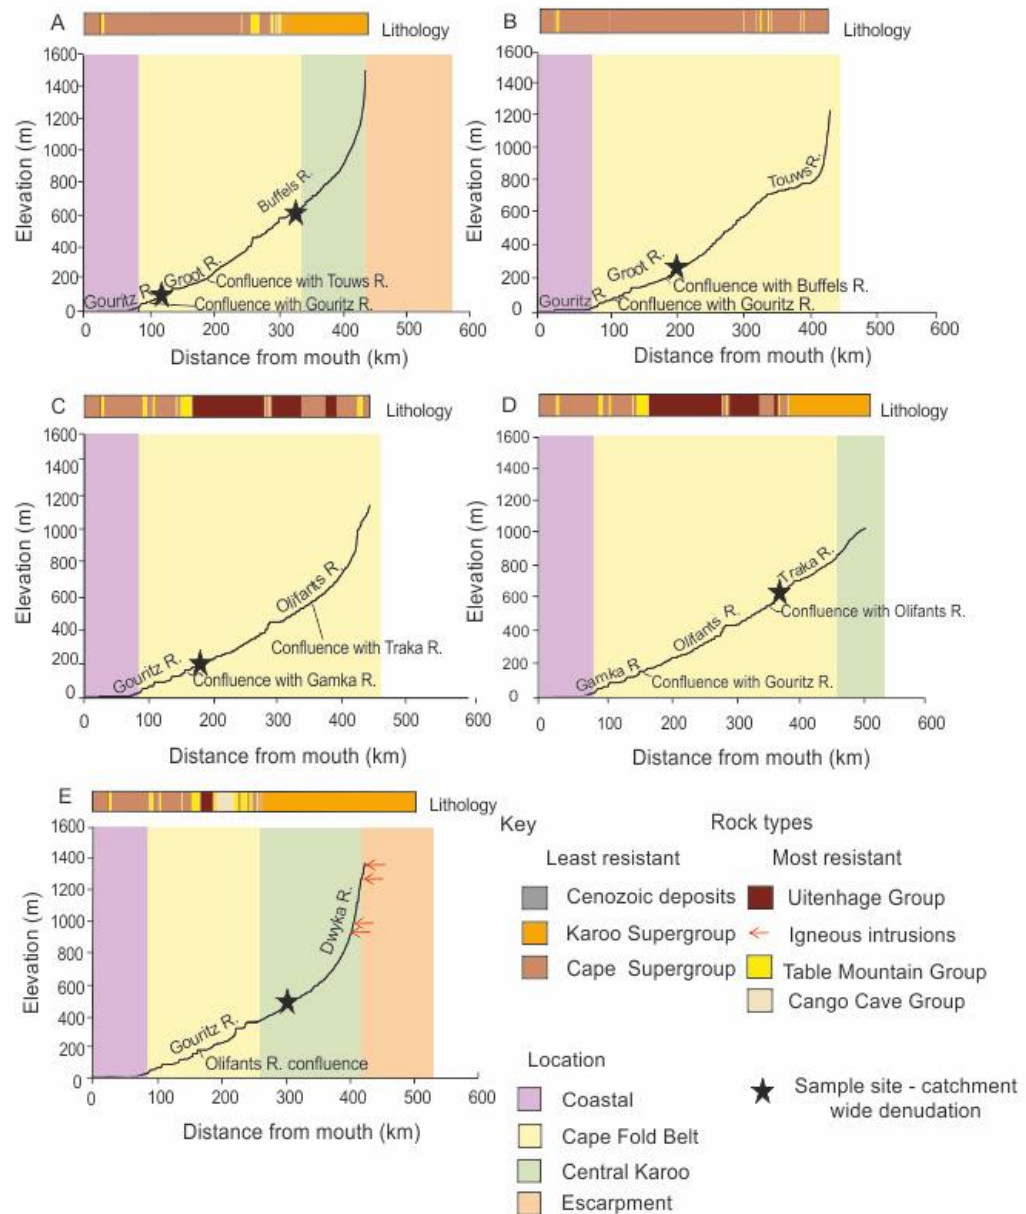 A
Lithology
1600
1400
1200
1000
800
600
400
200
0
Elevation (m)
Gouritz R.
Groot R.
Buffels R.
Confluence with Touws R.
Confluence with Gouritz R.
0 100 200 300 400 500 600
Distance from mouth (km)
B
Lithology
1600
1400
1200
1000
800
600
400
200
0
Elevation (m)
Gouritz R.
Groot R.
Touws R.
Confluence with Buffels R.
Confluence with Gouritz R.
0 100 200 300 400 500 600
Distance from mouth (km)
C
Lithology
1600
1400
1200
1000
800
600
400
200
0
Elevation (m)
Gouritz R.
Olifants R.
Confluence with Traka R.
Confluence with Gamka R.
0 100 200 300 400 500 600
Distance from mouth (km)
D
Lithology
1600
1400
1200
1000
800
600
400
200
0
Elevation (m)
Gamka R.
Olifants R.
Traka R.
Confluence with Olifants R.
Confluence with Gouritz R.
0 100 200 300 400 500 600
Distance from mouth (km)
E
Lithology
1600
1400
1200
1000
800
600
400
200
0
Elevation (m)
Gouritz R.
Dwyka R.
Olifants R. confluence
0 100 200 300 400 500 600
Distance from mouth (km)
Key
Rock types
Least resistant
Most resistant
Cenozoic deposits
Uitenhage Group
Karoo Supergroup
Igneous intrusions
Cape Supergroup
Table Mountain Group
Cango Cave Group
Location
Coastal
Cape Fold Belt
Central Karoo
Escarpment
Sample site - catchment
wide denudation